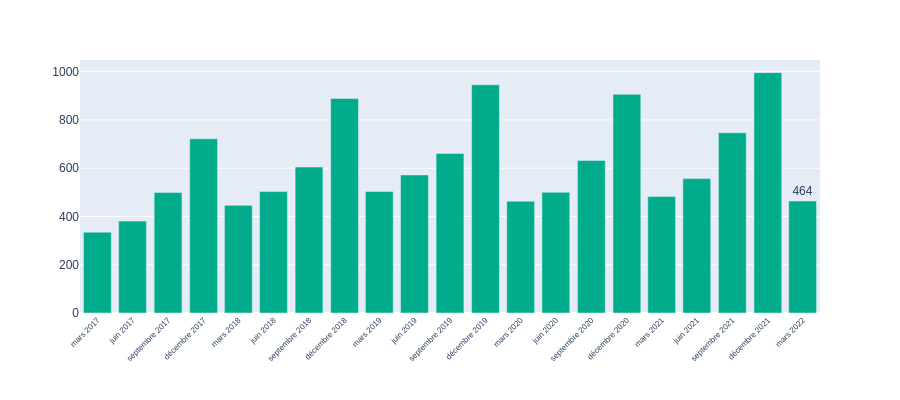 1000
800
600
400
200
0
464
mars 2017
juin 2017
septembre 2017
décembre 2017
mars 2018
juin 2018
septembre 2018
décembre 2018
mars 2019
juin 2019
septembre 2019
décembre 2019
mars 2020
juin 2020
septembre 2020
décembre 2020
mars 2021
juin 2021
septembre 2021
décembre 2021
mars 2022